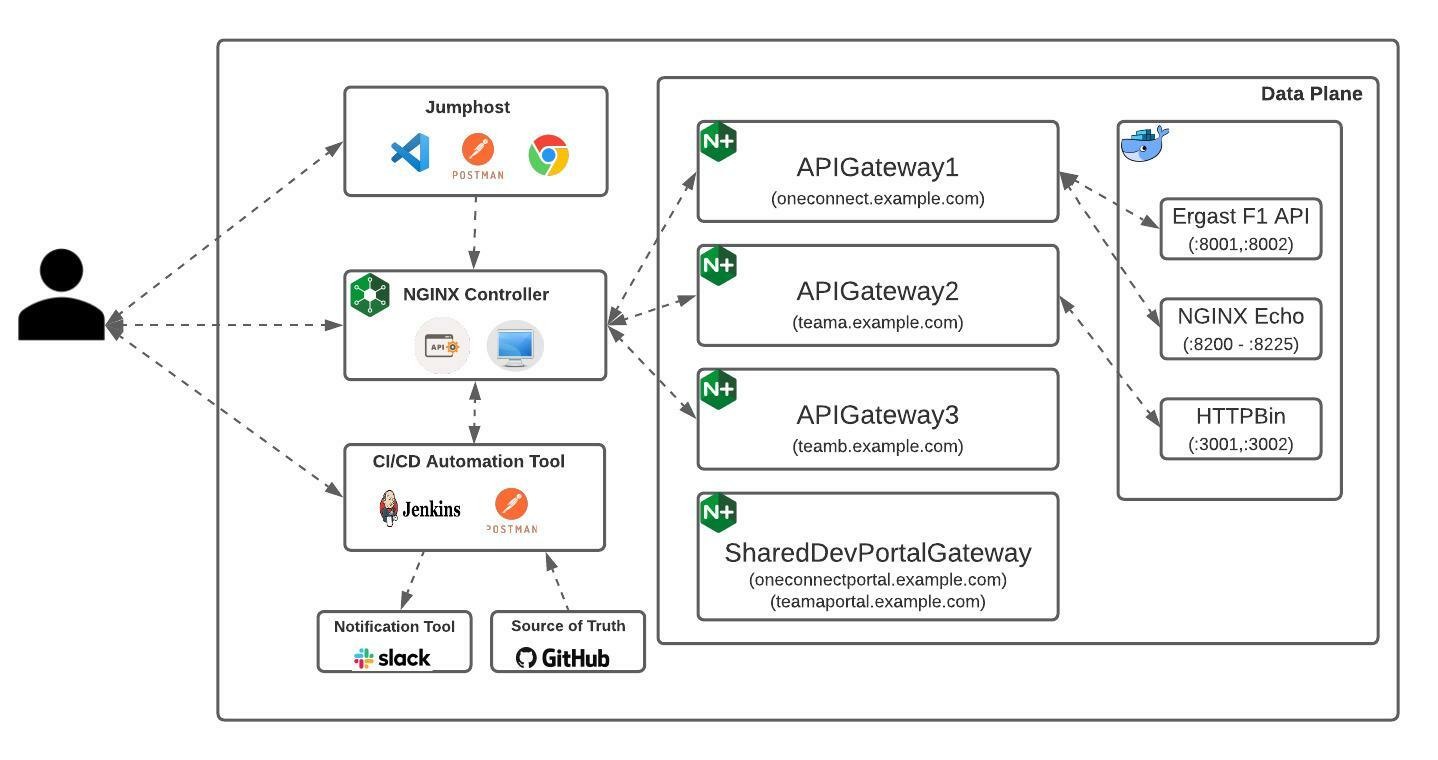 Jumphost
POSTMAN
NGINX Controller
API
CI/CD Automation Tool
Jenkins
POSTMAN
Notification Tool
slack
Source of Truth
GitHub
Data Plane
N+
APIGateway1
(oneconnect.example.com)
N+
APIGateway2
(teama.example.com)
N+
APIGateway3
(teamb.example.com)
N+
SharedDevPortalGateway
(oneconnectportal.example.com)
(teamaportal.example.com)
Ergast F1 API
(:8001,:8002)
NGINX Echo
(:8200 - :8225)
HTTPBin
(:3001,:3002)